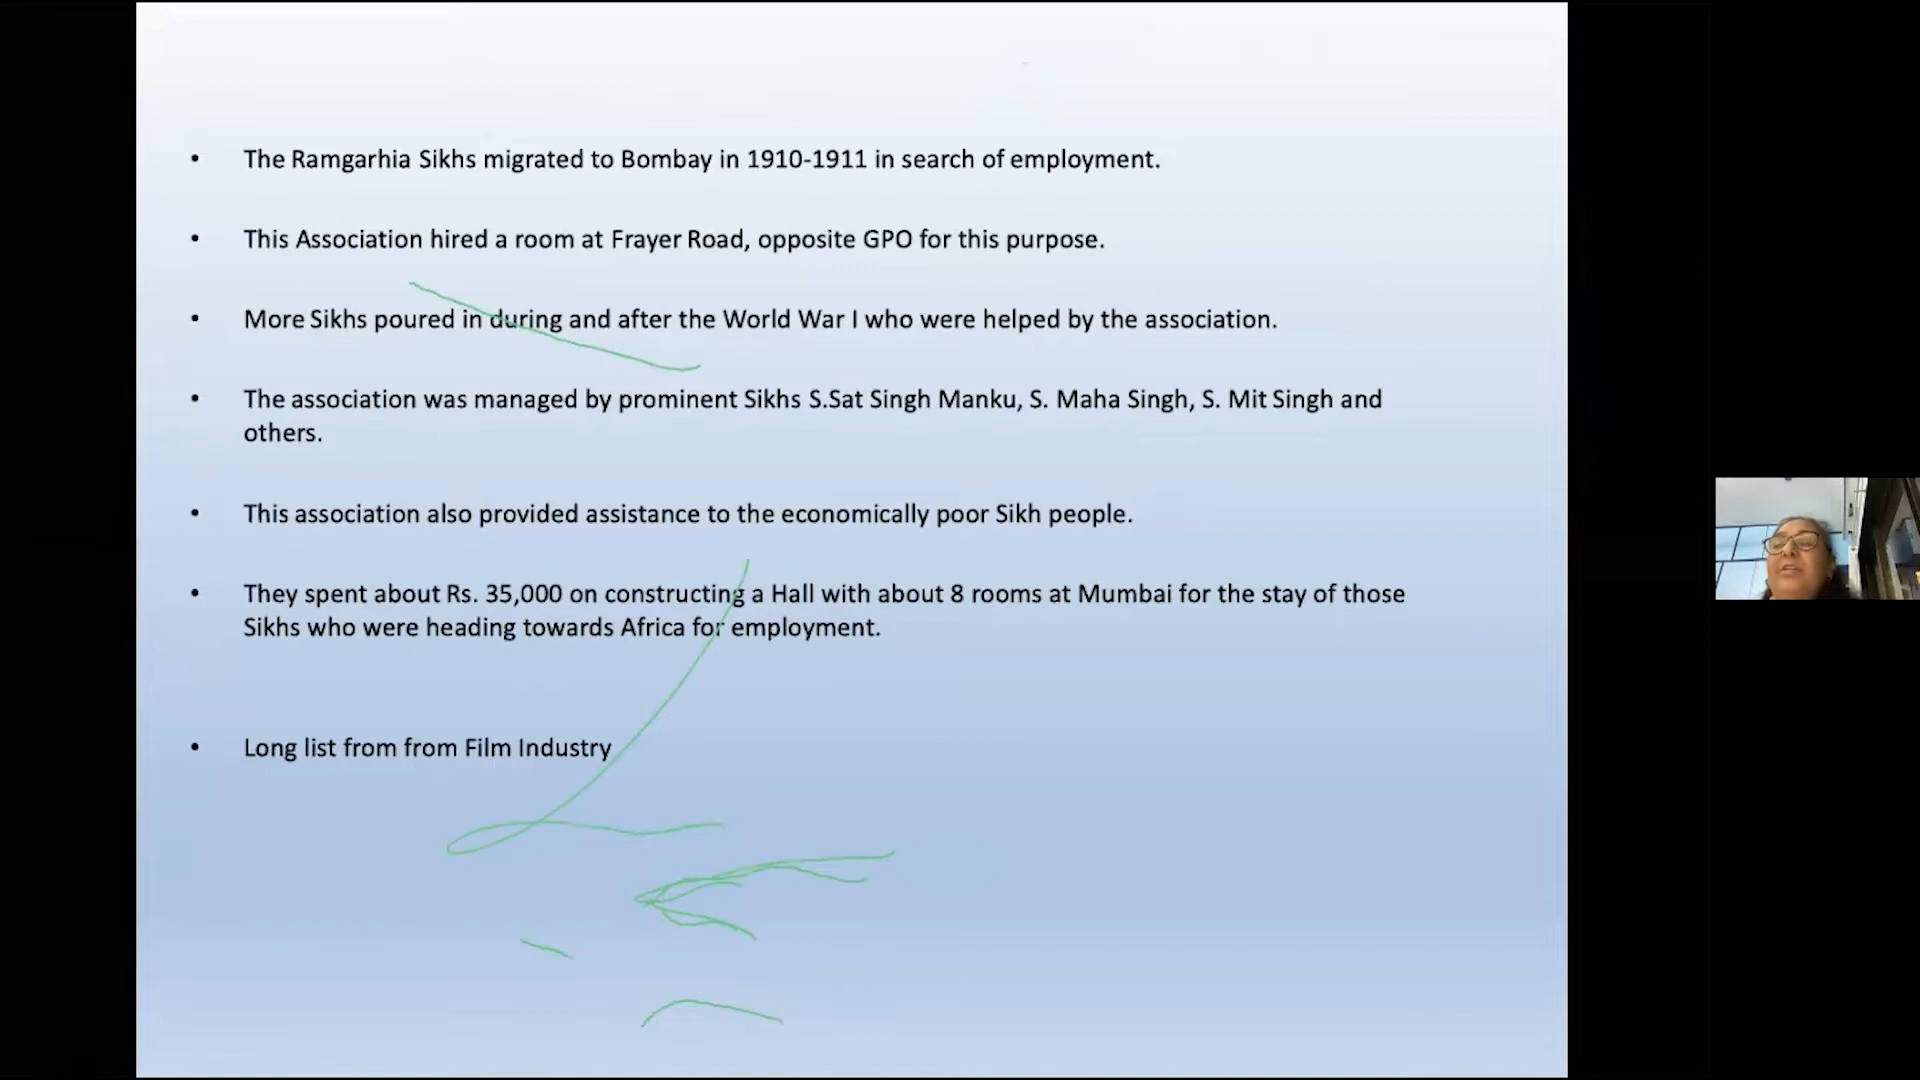 • The Ramgarhia Sikhs migrated to Bombay in 1910-1911 in search of employment.
• This Association hired a room at Frayer Road, opposite GPO for this purpose.
• More Sikhs poured in during and after the World War I who were helped by the association.
• The association was managed by prominent Sikhs S.Sat Singh Manku, S. Maha Singh, S. Mit Singh and
others.
• This association also provided assistance to the economically poor Sikh people.
• They spent about Rs. 35,000 on constructing a Hall with about 8 rooms at Mumbai for the stay of those
Sikhs who were heading towards Africa for employment.
• Long list from from Film Industry